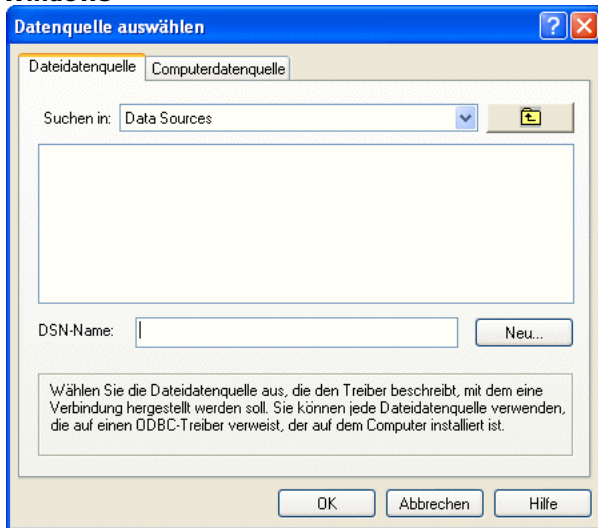 Windows
Datenquelle auswählen
Dateidatenquelle Computerdatenquelle
Suchen in: Data Sources
DSN-Name: Neu...
Wählen Sie die Dateidatenquelle aus, die den Treiber beschreibt, mit dem eine
Verbindung hergestellt werden soll. Sie können jede Dateidatenquelle verwenden,
die auf einen ODBC-Treiber verweist, der auf dem Computer installiert ist.
OK Abbrechen Hilfe